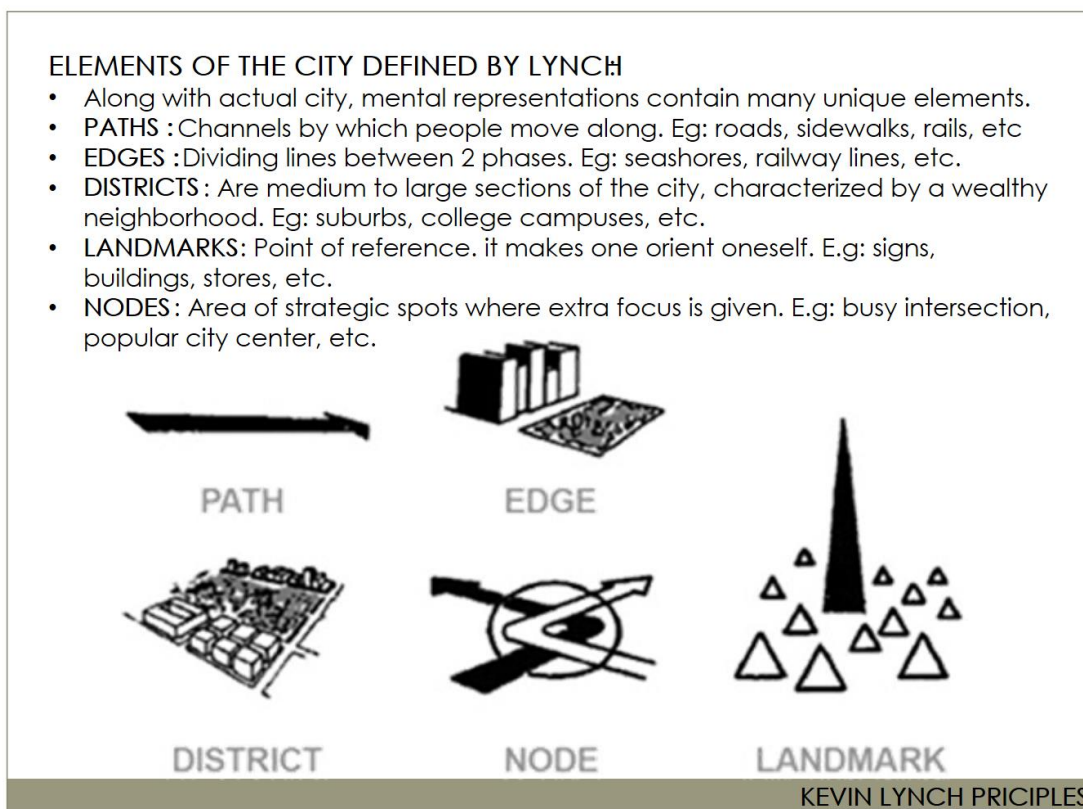 ELEMENTS OF THE CITY DEFINED BY LYNCH:
• Along with actual city, mental representations contain many unique elements.
• PATHS : Channels by which people move along. Eg: roads, sidewalks, rails, etc
• EDGES : Dividing lines between 2 phases. Eg: seashores, railway lines, etc.
• DISTRICTS : Are medium to large sections of the city, characterized by a wealthy
neighborhood. Eg: suburbs, college campuses, etc.
• LANDMARKS: Point of reference. it makes one orient oneself. E.g: signs,
buildings, stores, etc.
• NODES : Area of strategic spots where extra focus is given. E.g: busy intersection,
popular city center, etc.
PATH
EDGE
DISTRICT
NODE
LANDMARK
KEVIN LYNCH PRICIPLES